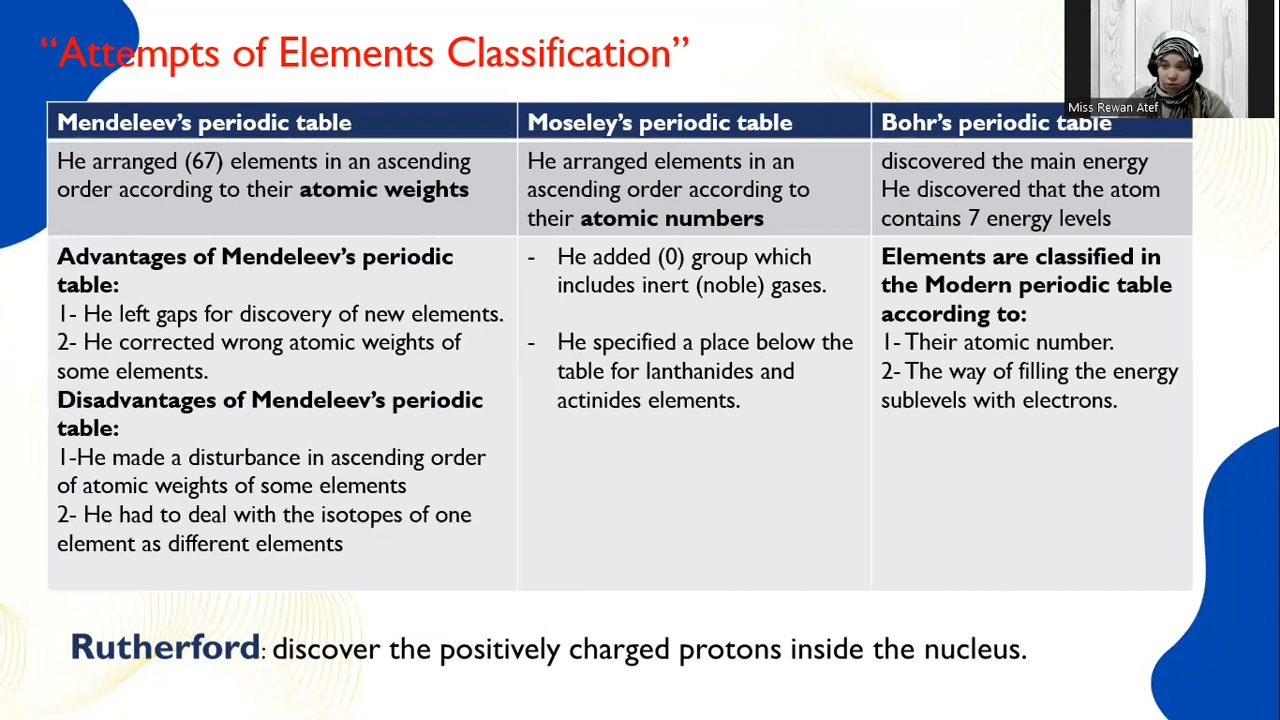 “Attempts of Elements Classification”
Miss Rewan Atef
Mendeleev’s periodic table
Moseley’s periodic table
Bohr’s periodic table
He arranged (67) elements in an ascending
order according to their atomic weights
He arranged elements in an
ascending order according to
their atomic numbers
discovered the main energy
He discovered that the atom
contains 7 energy levels
Advantages of Mendeleev’s periodic
table:
1- He left gaps for discovery of new elements.
2- He corrected wrong atomic weights of
some elements.
Disadvantages of Mendeleev’s periodic
table:
1-He made a disturbance in ascending order
of atomic weights of some elements
2- He had to deal with the isotopes of one
element as different elements
- He added (0) group which
includes inert (noble) gases.
- He specified a place below the
table for lanthanides and
actinides elements.
Elements are classified in
the Modern periodic table
according to:
1- Their atomic number.
2- The way of filling the energy
sublevels with electrons.
Rutherford: discover the positively charged protons inside the nucleus.